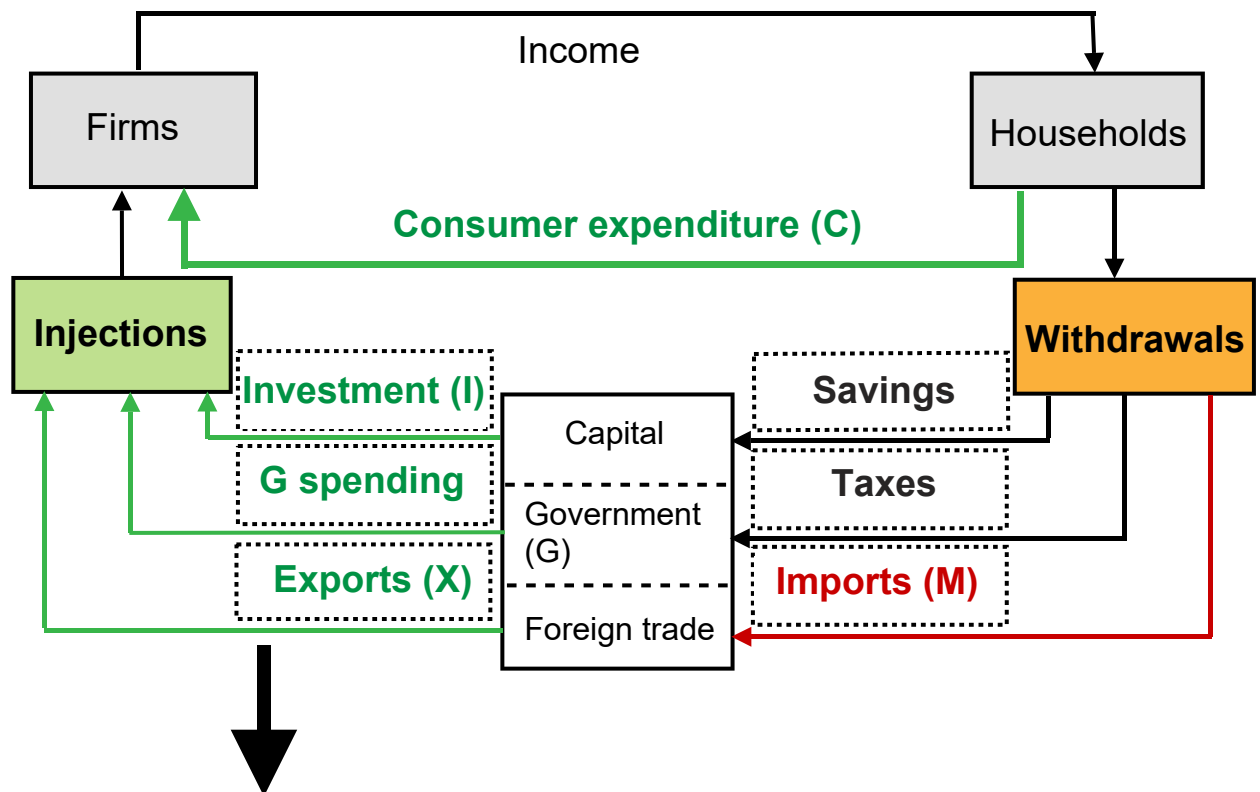 Income
Firms
Households
Consumer expenditure (C)
Injections
Withdrawals
Investment (I)
Savings
Capital
G spending
Taxes
Government
(G)
Exports (X)
Imports (M)
Foreign trade